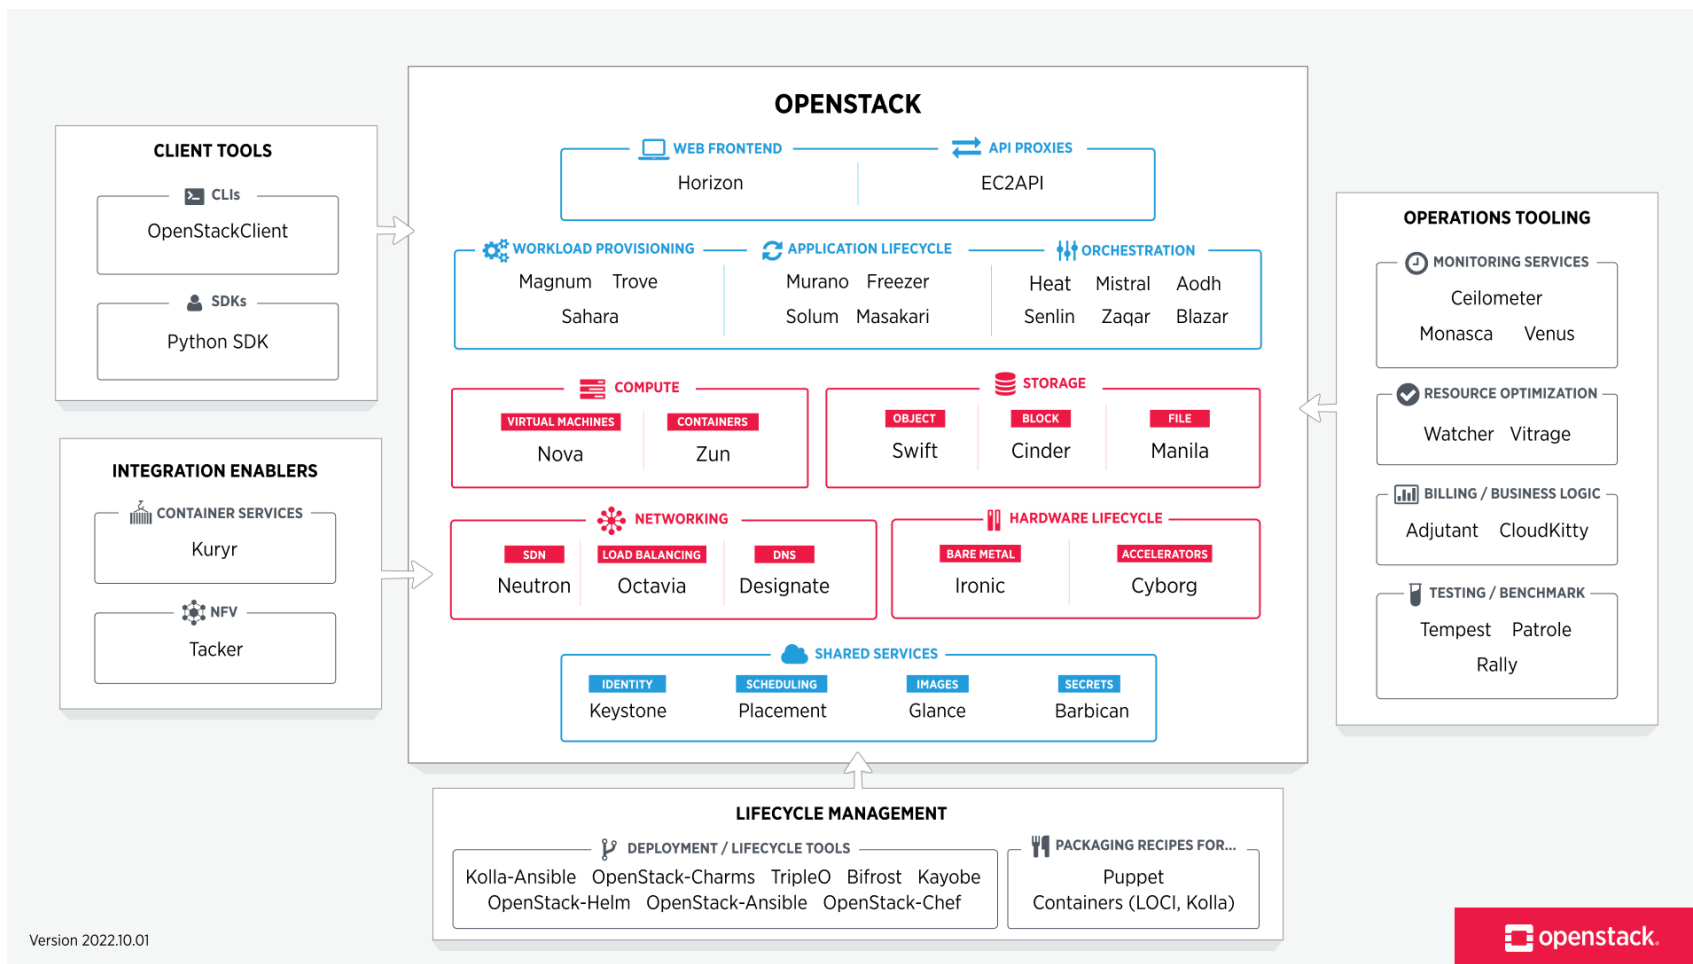 OPENSTACK
WEB FRONTEND
API PROXIES
Horizon
EC2API
WORKLOAD PROVISIONING
APPLICATION LIFECYCLE
ORCHESTRATION
Magnum Trove
Sahara
Murano Freezer
Solum Masakari
Heat Mistral Aodh
Senlin Zaqar Blazar
COMPUTE
VIRTUAL MACHINES
Nova
CONTAINERS
Zun
STORAGE
OBJECT
Swift
BLOCK
Cinder
FILE
Manila
NETWORKING
SDN
Neutron
LOAD BALANCING
Octavia
DNS
Designate
HARDWARE LIFECYCLE
BARE METAL
Ironic
ACCELERATORS
Cyborg
SHARED SERVICES
IDENTITY
Keystone
SCHEDULING
Placement
IMAGES
Glance
SECRETS
Barbican
CLIENT TOOLS
CLIs
OpenStackClient
SDKs
Python SDK
INTEGRATION ENABLERS
CONTAINER SERVICES
Kuryr
NFV
Tacker
OPERATIONS TOOLING
MONITORING SERVICES
Ceilometer
Monasca Venus
RESOURCE OPTIMIZATION
Watcher Vitrage
BILLING / BUSINESS LOGIC
Adjutant CloudKitty
TESTING / BENCHMARK
Tempest Patrole
Rally
LIFECYCLE MANAGEMENT
DEPLOYMENT / LIFECYCLE TOOLS
Kolla-Ansible OpenStack-Charms TripleO Bifrost Kayobe
OpenStack-Helm OpenStack-Ansible OpenStack-Chef
PACKAGING RECIPES FOR...
Puppet
Containers (LOCI, Kolla)
Version 2022.10.01
openstack.